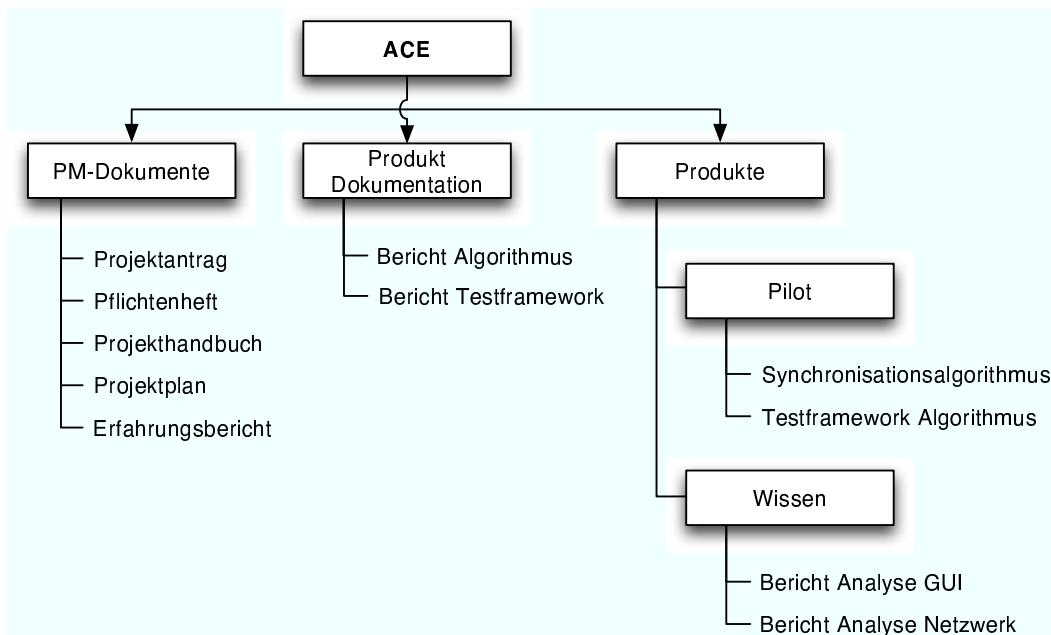 ACE
PM-Dokumente
Projektantrag
Pflichtenheft
Projekthandbuch
Projektplan
Erfahrungsbericht
Produkt
Dokumentation
Bericht Algorithmus
Bericht Testframework
Produkte
Pilot
Synchronisationsalgorithmus
Testframework Algorithmus
Wissen
Bericht Analyse GUI
Bericht Analyse Netzwerk